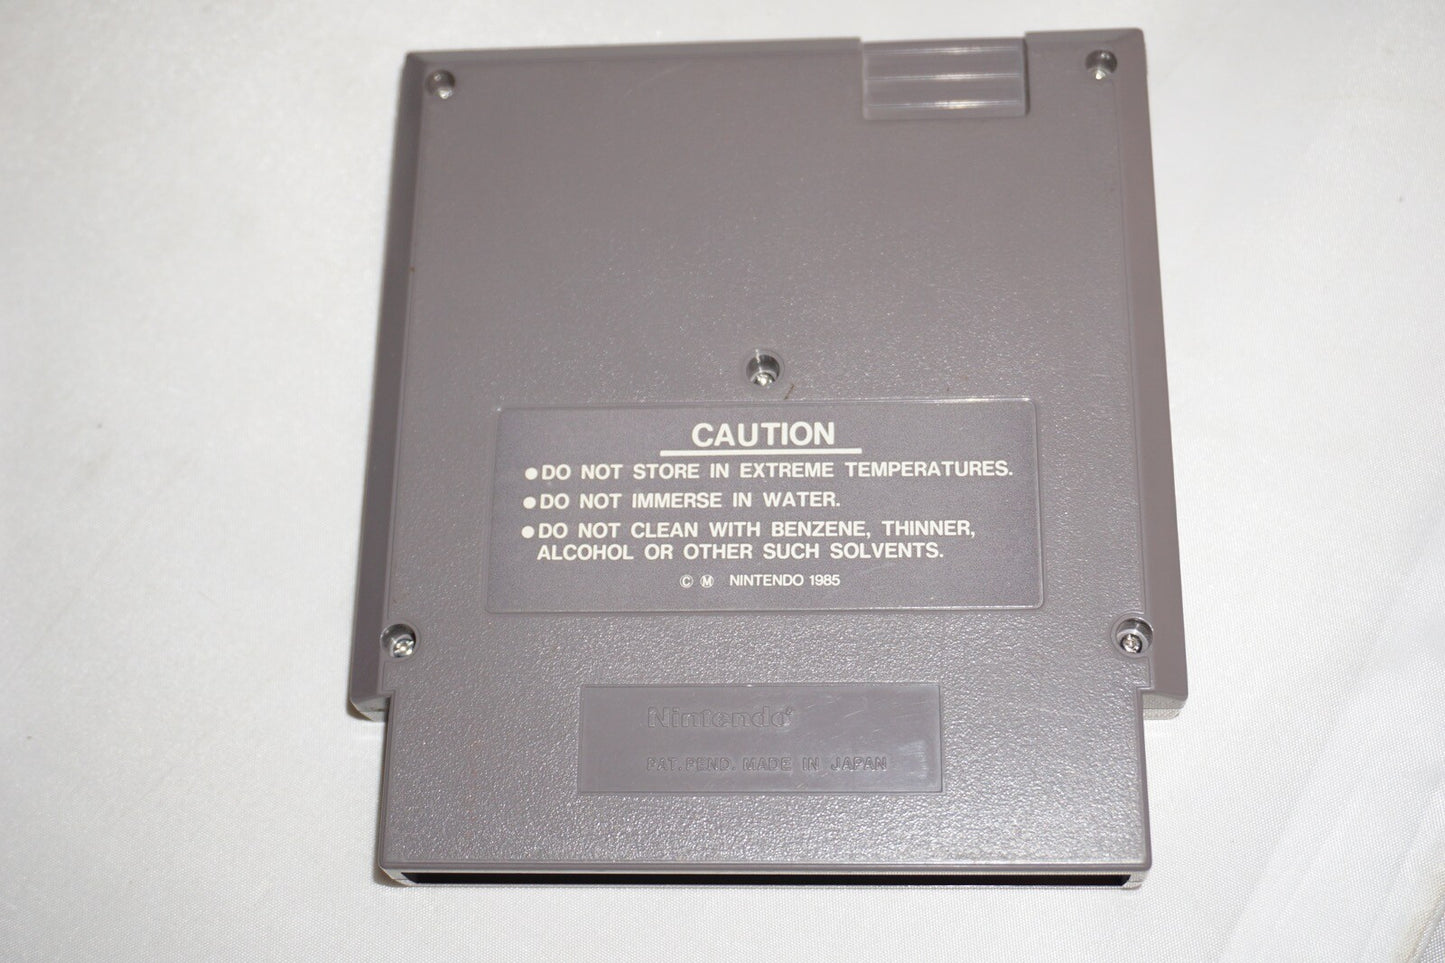 CAUTION
●DO NOT STORE IN EXTREME TEMPERATURES.
●DO NOT IMMERSE IN WATER.
●DO NOT CLEAN WITH BENZENE, THINNER,
ALCOHOL OR OTHER SUCH SOLVENTS.
© Ⓜ NINTENDO 1985
Nintendo®
PAT. PEND. MADE IN JAPAN